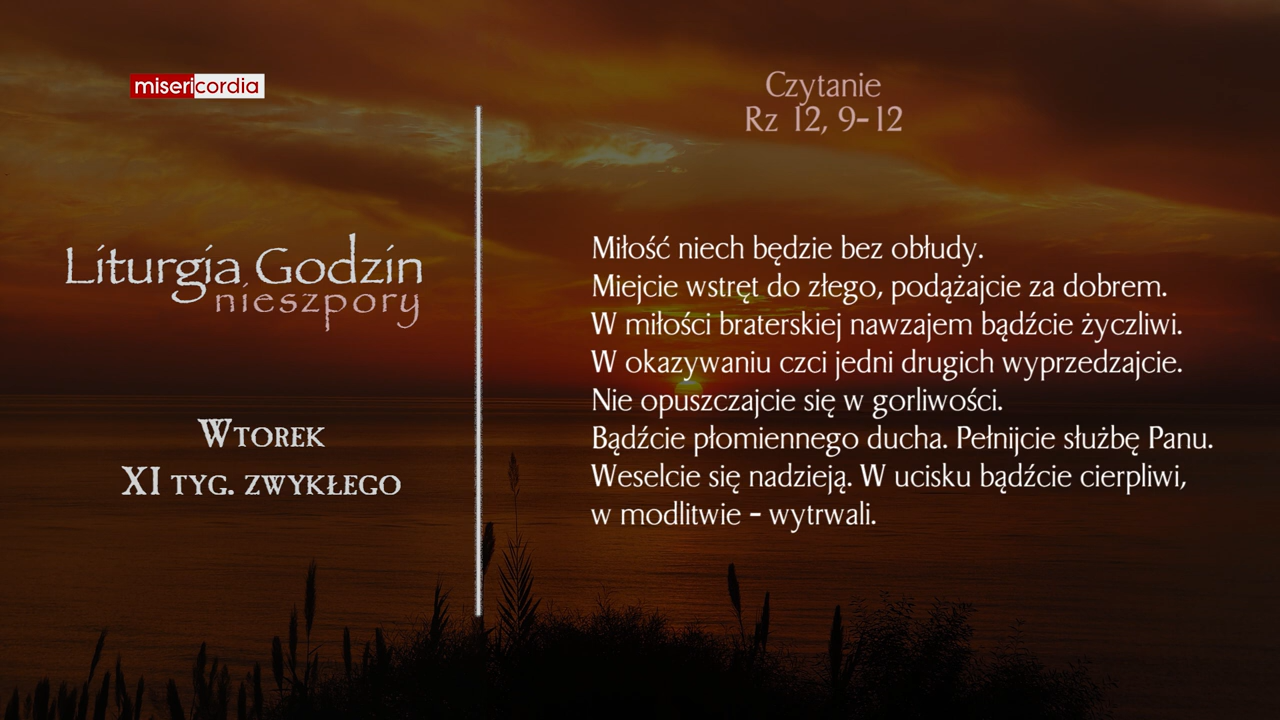 misericordia
Liturgia Godzin
nieszpory
Wtorek
XI tyg. zwykłego
Czytanie
Rz 12, 9-12
Miłość niech będzie bez obłudy.
Miejcie wstręt do złego, podążajcie za dobrem.
W miłości braterskiej nawzajem bądźcie życzliwi.
W okazywaniu czci jedni drugich wyprzedzajcie.
Nie opuszczajcie się w gorliwości.
Bądźcie płomiennego ducha. Pełnijcie służbę Panu.
Weselcie się nadzieją. W ucisku bądźcie cierpliwi,
w modlitwie - wytrwali.